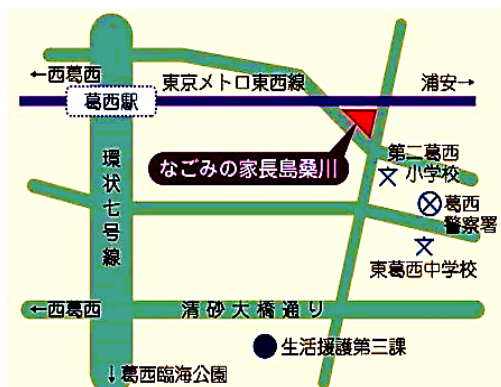 ←西葛西
東京メトロ東西線
浦安→
葛西駅
環状七号線
なごみの家長島桑川
第二葛西
小学校
文
葛西
警察署
文
東葛西中学校
←西葛西
清砂大橋通り
生活援護第三課
↓葛西臨海公園